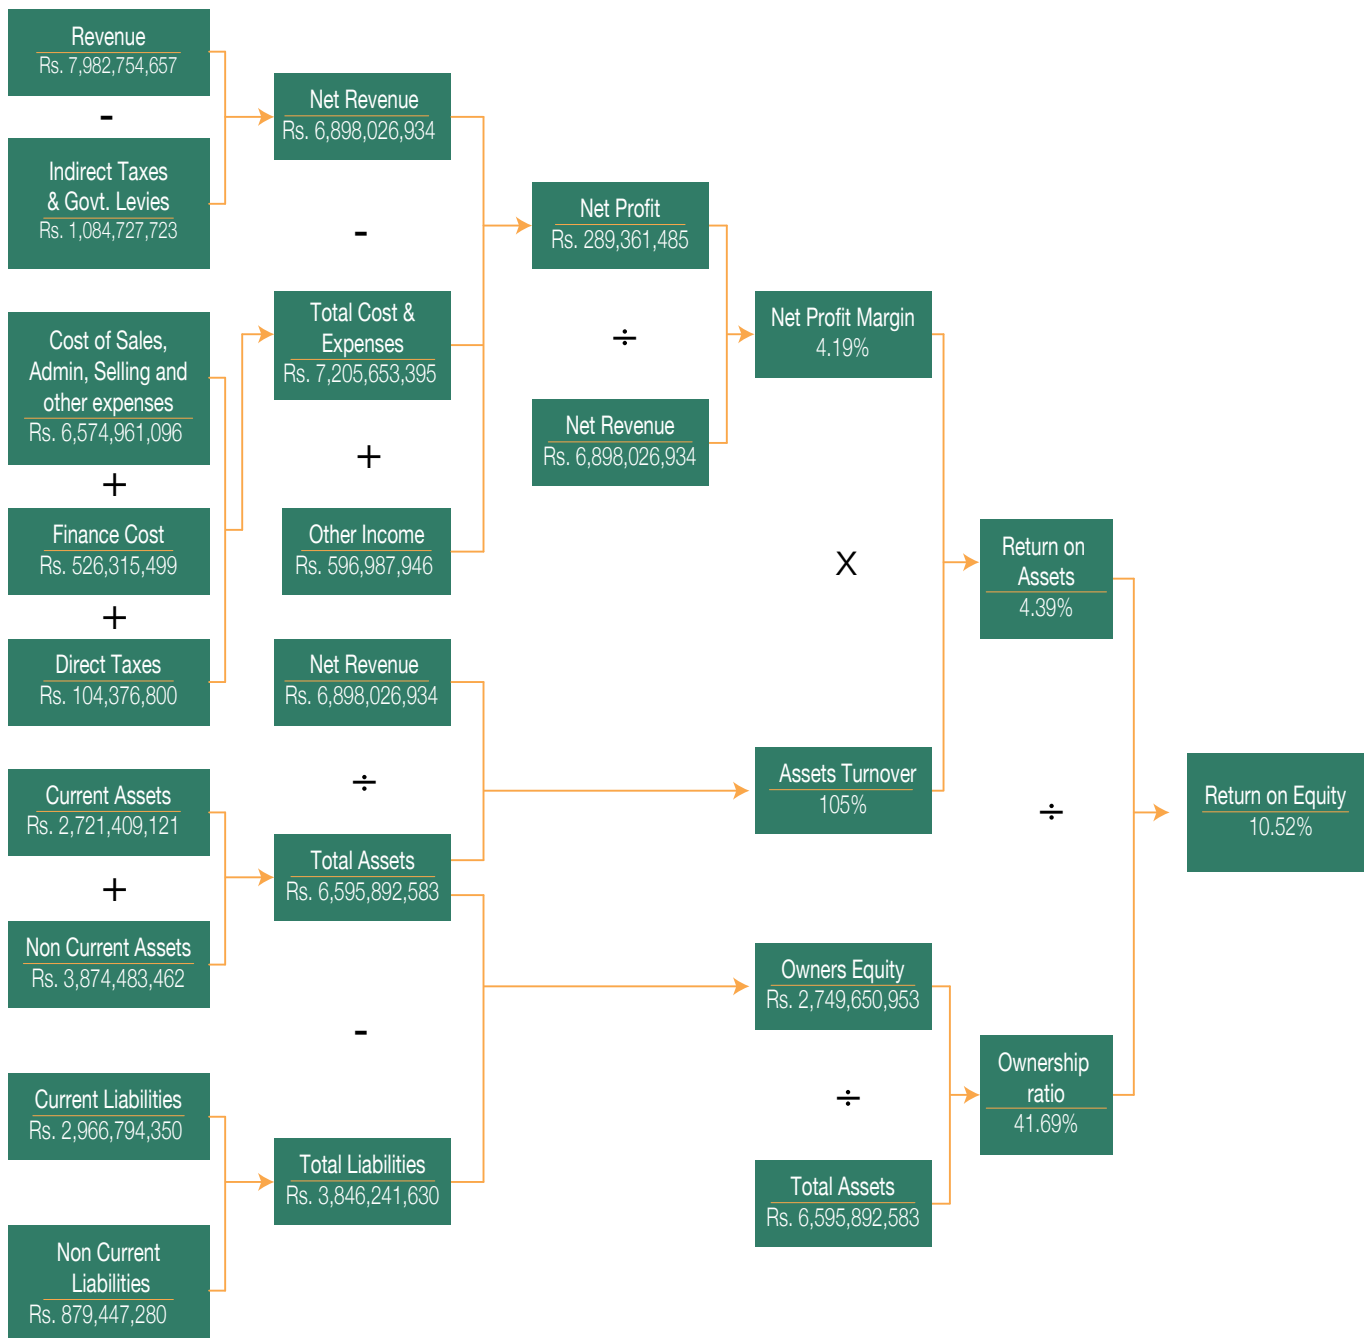 Revenue
Rs. 7,982,754,657
-
Indirect Taxes
& Govt. Levies
Rs. 1,084,727,723
Net Revenue
Rs. 6,898,026,934
-
Cost of Sales,
Admin, Selling and
other expenses
Rs. 6,574,961,096
+
Finance Cost
Rs. 526,315,499
+
Direct Taxes
Rs. 104,376,800
Total Cost &
Expenses
Rs. 7,205,653,395
+
Other Income
Rs. 596,987,946
Net Profit
Rs. 289,361,485
÷
Net Revenue
Rs. 6,898,026,934
Net Profit Margin
4.19%
X
Net Revenue
Rs. 6,898,026,934
÷
Current Assets
Rs. 2,721,409,121
+
Non Current Assets
Rs. 3,874,483,462
Total Assets
Rs. 6,595,892,583
Assets Turnover
105%
Return on
Assets
4.39%
÷
-
Current Liabilities
Rs. 2,966,794,350
Non Current
Liabilities
Rs. 879,447,280
Total Liabilities
Rs. 3,846,241,630
Owners Equity
Rs. 2,749,650,953
÷
Total Assets
Rs. 6,595,892,583
Ownership
ratio
41.69%
Return on Equity
10.52%